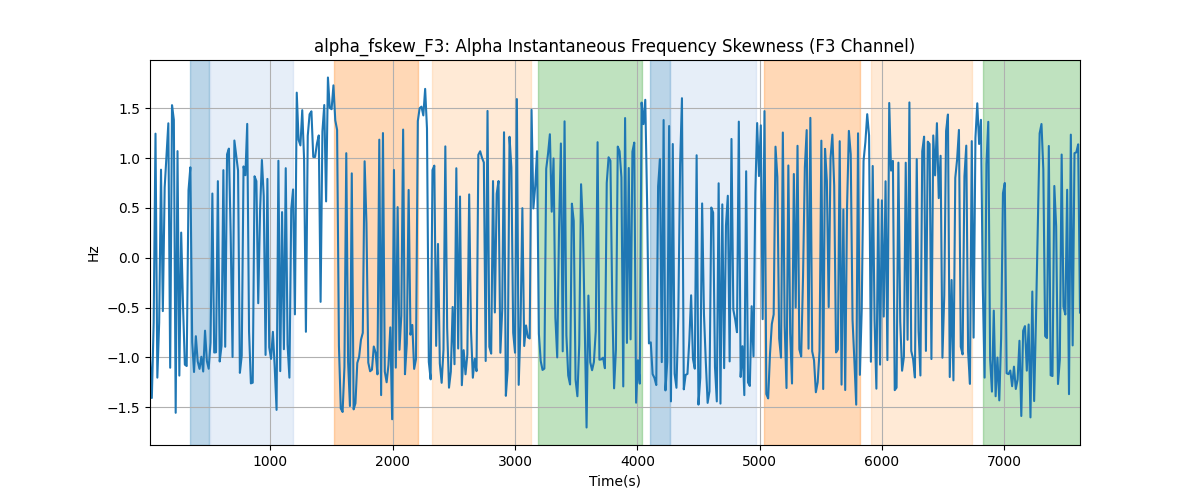 alpha_fskew_F3: Alpha Instantaneous Frequency Skewness (F3 Channel)
1.5
1.0
0.5
0.0
−0.5
−1.0
−1.5
Hz
1000 2000 3000 4000 5000 6000 7000
Time(s)